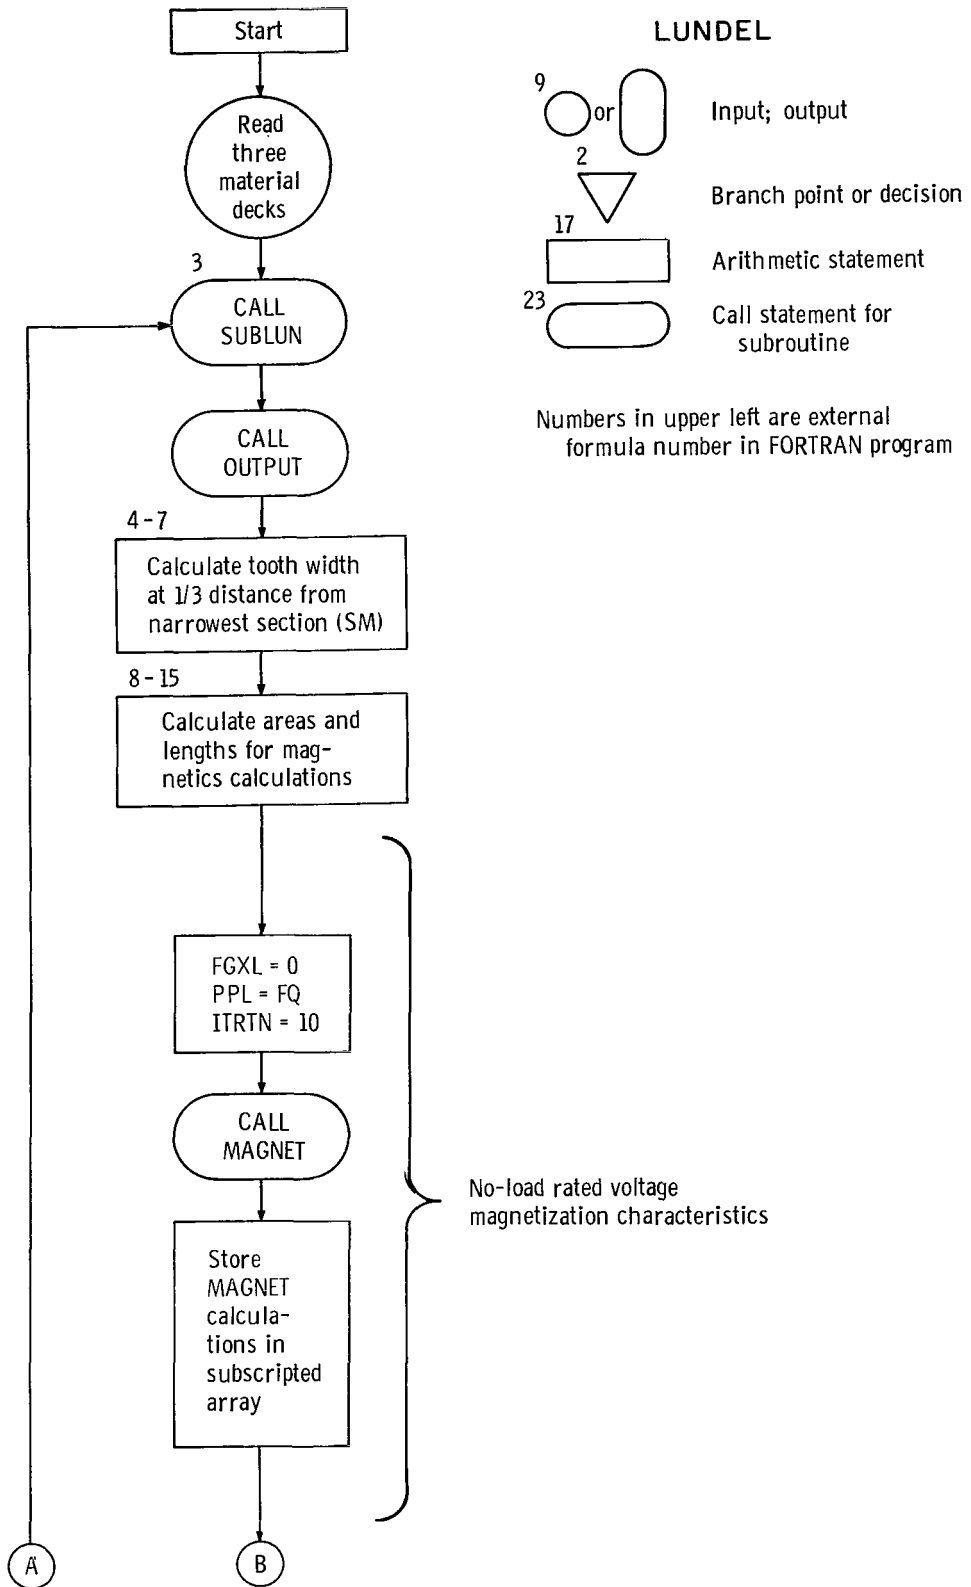 Start
Read
three
material
decks
3
CALL
SUBLUN
CALL
OUTPUT
4-7
Calculate tooth width
at 1/3 distance from
narrowest section (SM)
8-15
Calculate areas and
lengths for mag-
netics calculations
FGXL = 0
PPL = FQ
ITRTN = 10
CALL
MAGNET
Store
MAGNET
calcula-
tions in
subscripted
array
A
B
No-load rated voltage
magnetization characteristics
LUNDEL
9
or
Input; output
2
Branch point or decision
17
Arithmetic statement
23
Call statement for
subroutine
Numbers in upper left are external
formula number in FORTRAN program